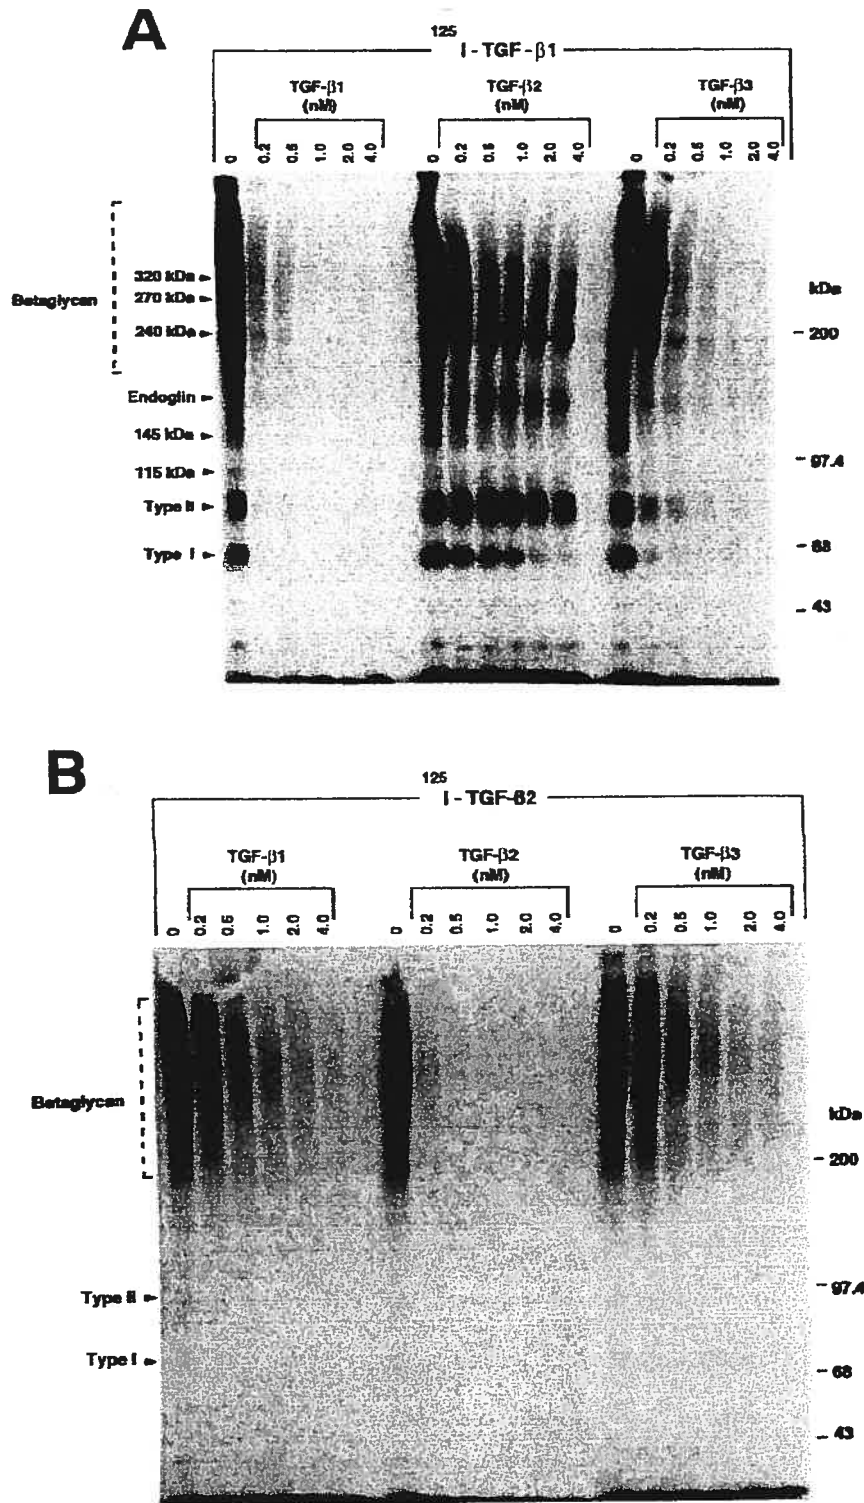 A
125
I - TGF - β1
TGF-β1 TGF-β2 TGF-β3
(nM) (nM) (nM)
0 0.2 0.5 1.0 2.0 4.0 0 0.2 0.5 1.0 2.0 4.0 0 0.2 0.5 1.0 2.0 4.0
320 kDa
270 kDa
Betaglycan
240 kDa
kDa
200
Endoglin
145 kDa
97.4
115 kDa
Type II
68
Type I
43
B
125
I - TGF-β2
TGF-β1 TGF-β2 TGF-β3
(nM) (nM) (nM)
0 0.2 0.5 1.0 2.0 4.0 0 0.2 0.5 1.0 2.0 4.0 0 0.2 0.5 1.0 2.0 4.0
Betaglycan
kDa
200
97.4
Type II
Type I
68
43